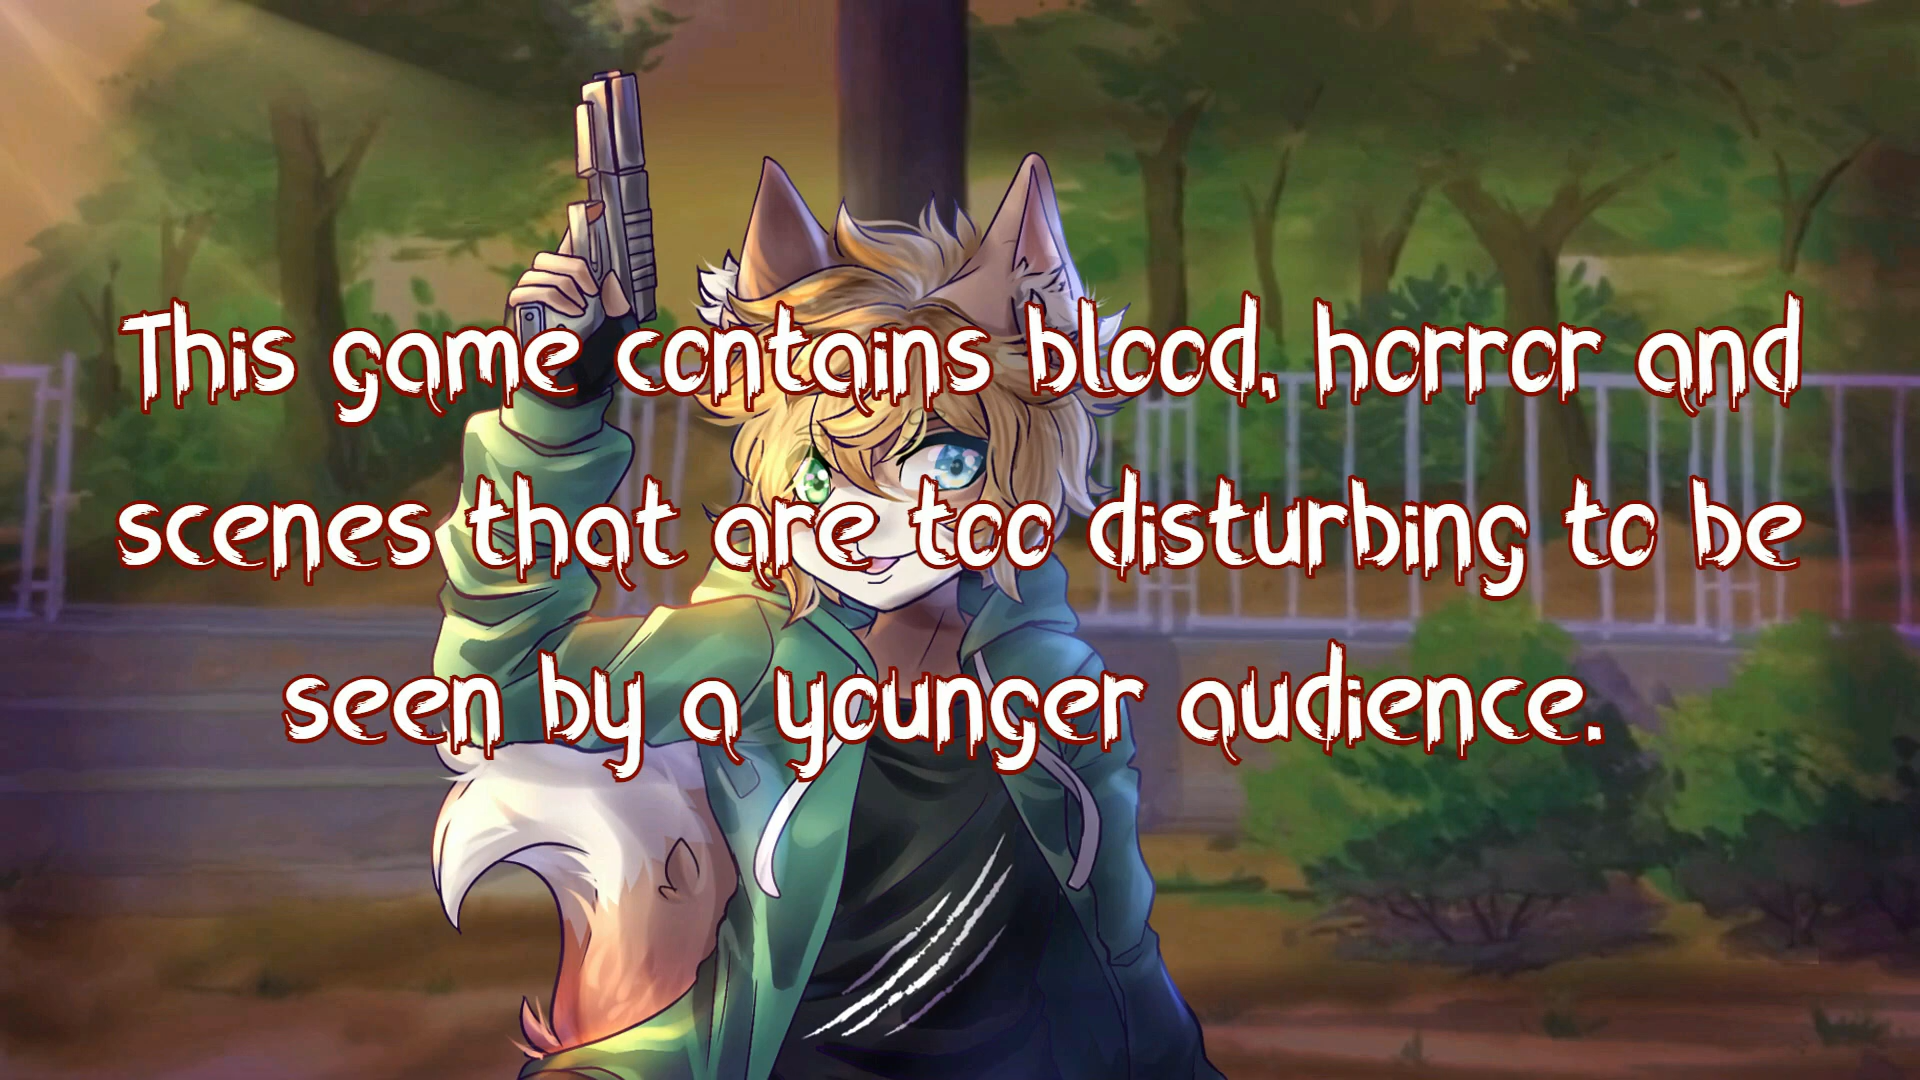 This game contains blood, horror and
scenes that are too disturbing to be
seen by a younger audience.